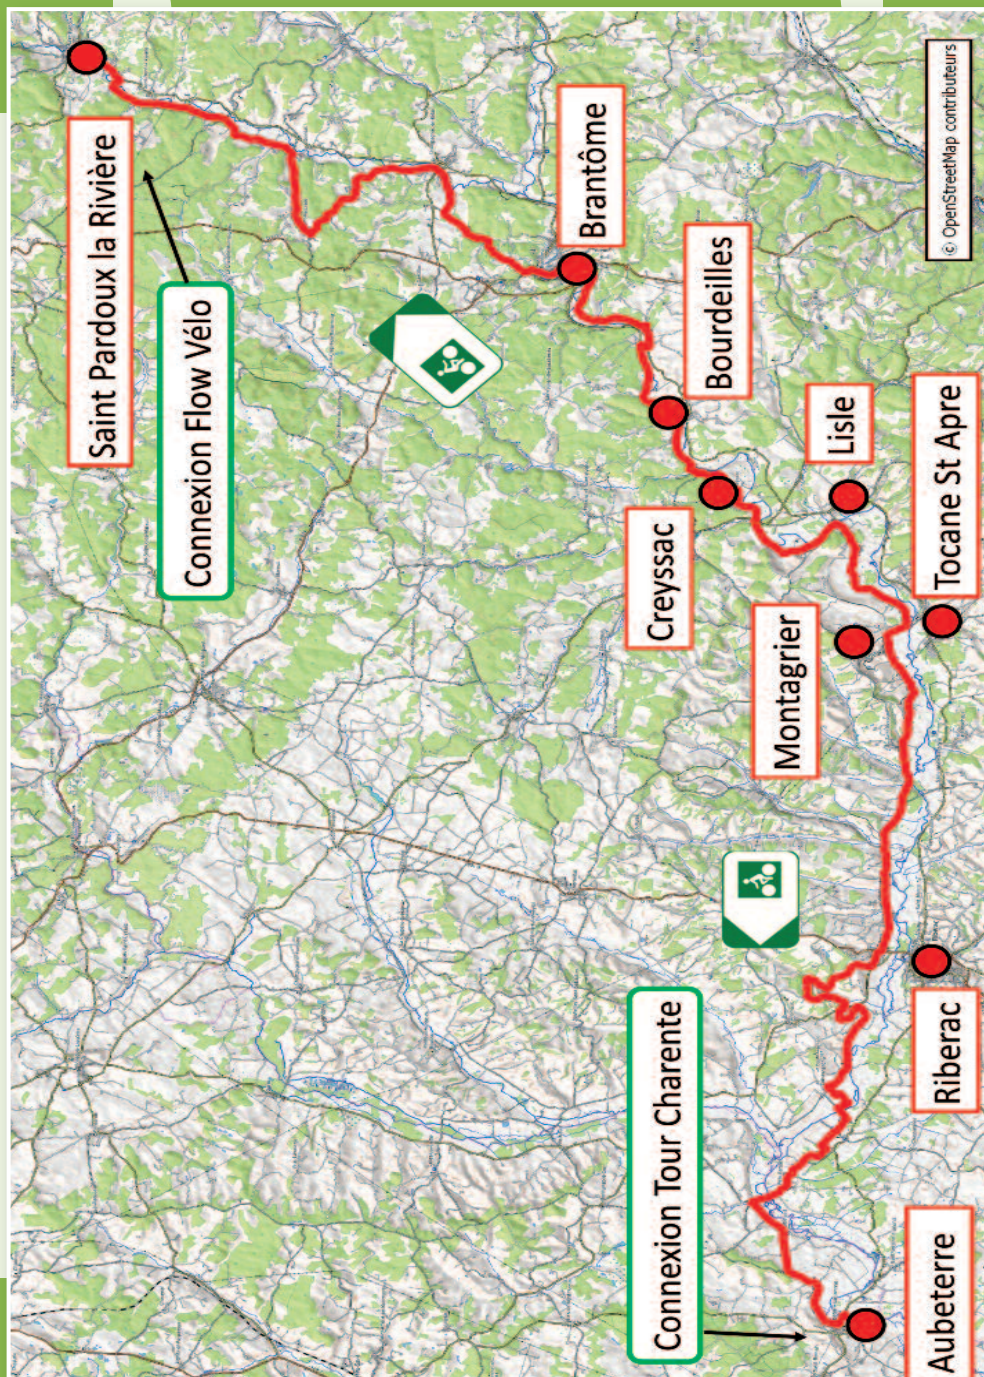 Saint Pardoux la Rivière
Connexion Flow Vélo
Brantôme
Bourdeilles
Creyssac
Lisle
Tocane St Apre
Montagrier
Riberac
Connexion Tour Charente
Aubeterre
© OpenStreetMap contributeurs